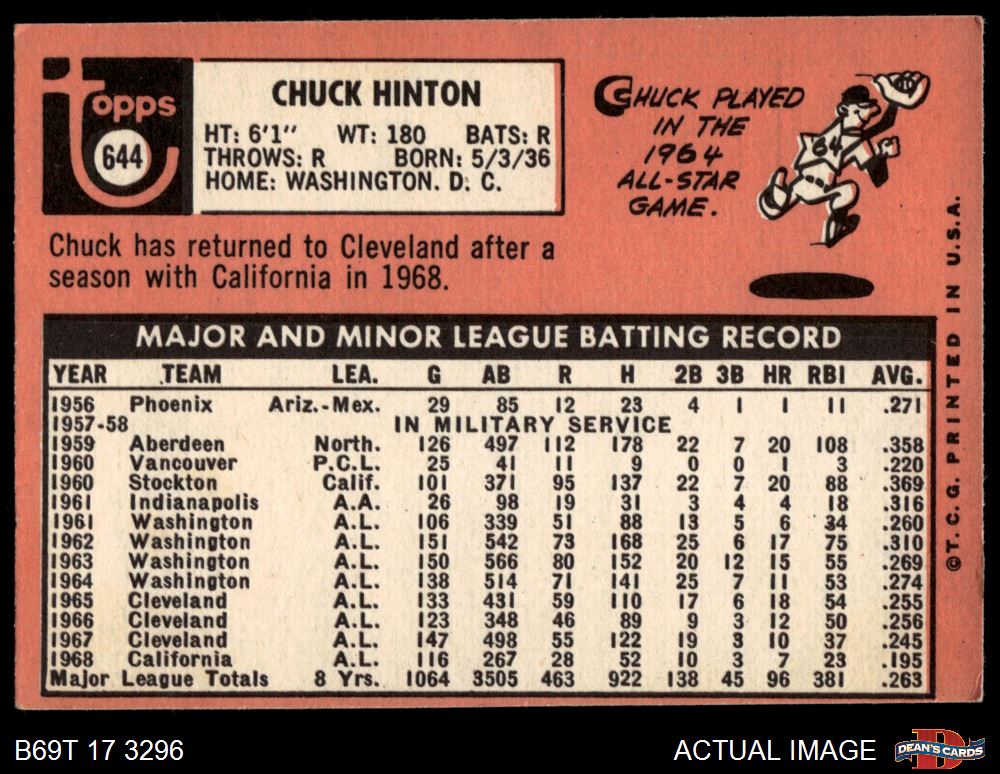 Topps
644
CHUCK HINTON
HT: 6'1" WT: 180 BATS: R
THROWS: R BORN: 5/3/36
HOME: WASHINGTON. D. C.
CHUCK PLAYED
IN THE
1964
ALL-STAR
GAME.
64
Chuck has returned to Cleveland after a
season with California in 1968.
MAJOR AND MINOR LEAGUE BATTING RECORD
YEAR TEAM LEA. G AB R H 2B 3B HR RBI AVG.
1956 Phoenix Ariz.-Mex. 29 85 12 23 4 1 1 11 .271
1957-58 IN MILITARY SERVICE
1959 Aberdeen North. 126 497 112 178 22 7 20 108 .358
1960 Vancouver P.C.L. 25 41 11 9 0 0 1 3 .220
1960 Stockton Calif. 101 371 95 137 22 7 20 88 .369
1961 Indianapolis A.A. 26 98 19 31 3 4 4 18 .316
1961 Washington A.L. 106 339 51 88 13 5 6 34 .260
1962 Washington A.L. 151 542 73 168 25 6 17 75 .310
1963 Washington A.L. 150 566 80 152 20 12 15 55 .269
1964 Washington A.L. 138 514 71 141 25 7 11 53 .274
1965 Cleveland A.L. 133 431 59 110 17 6 18 54 .255
1966 Cleveland A.L. 123 348 46 89 9 3 12 50 .256
1967 Cleveland A.L. 147 498 55 122 19 3 10 37 .245
1968 California A.L. 116 267 28 52 10 3 7 23 .195
Major League Totals 8 Yrs. 1064 3505 463 922 138 45 96 381 .263
©T. C. G. PRINTED IN U. S. A.
B69T 17 3296
ACTUAL IMAGE
DEAN'S CARDS